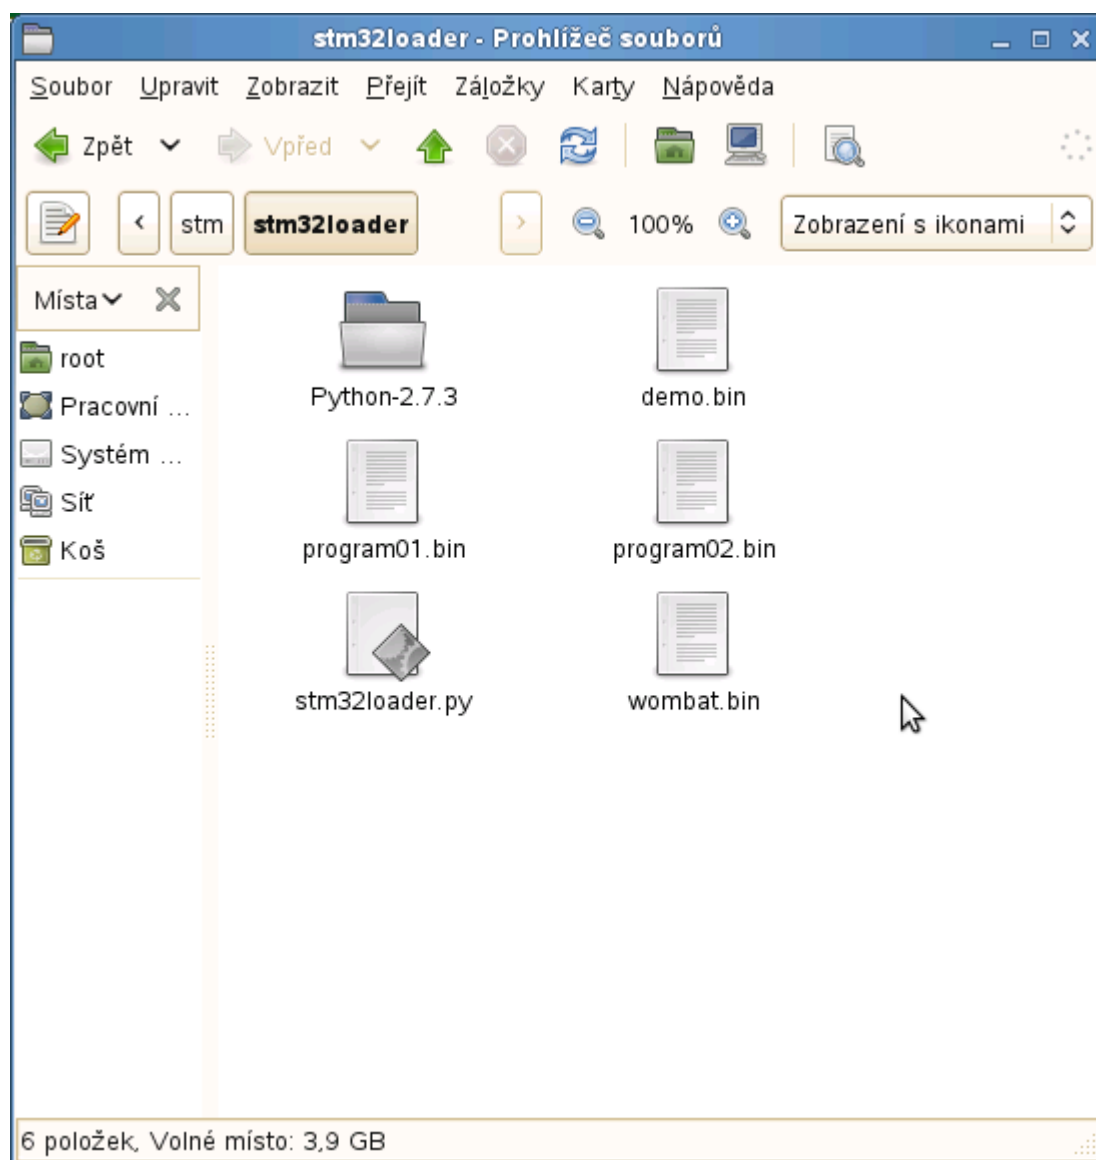 stm32loader - Prohlížeč souborů
Soubor Upravit Zobrazit Přejít Záložky Karty Nápověda
Zpět Vpřed
stm stm32loader 100% Zobrazení s ikonami
Místa
root
Pracovní ...
Systém ...
Síť
Koš
Python-2.7.3 demo.bin
program01.bin program02.bin
stm32loader.py wombat.bin
6 položek, Volné místo: 3,9 GB